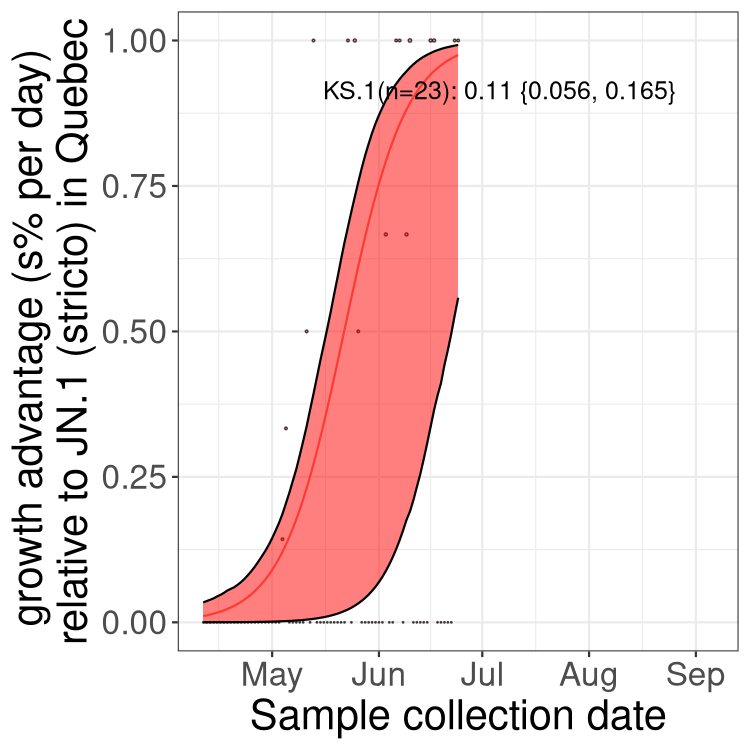 growth advantage (s% per day)
relative to JN.1 (stricto) in Quebec
1.00
0.75
0.50
0.25
0.00
KS.1(n=23): 0.11 {0.056, 0.165}
May Jun Jul Aug Sep
Sample collection date